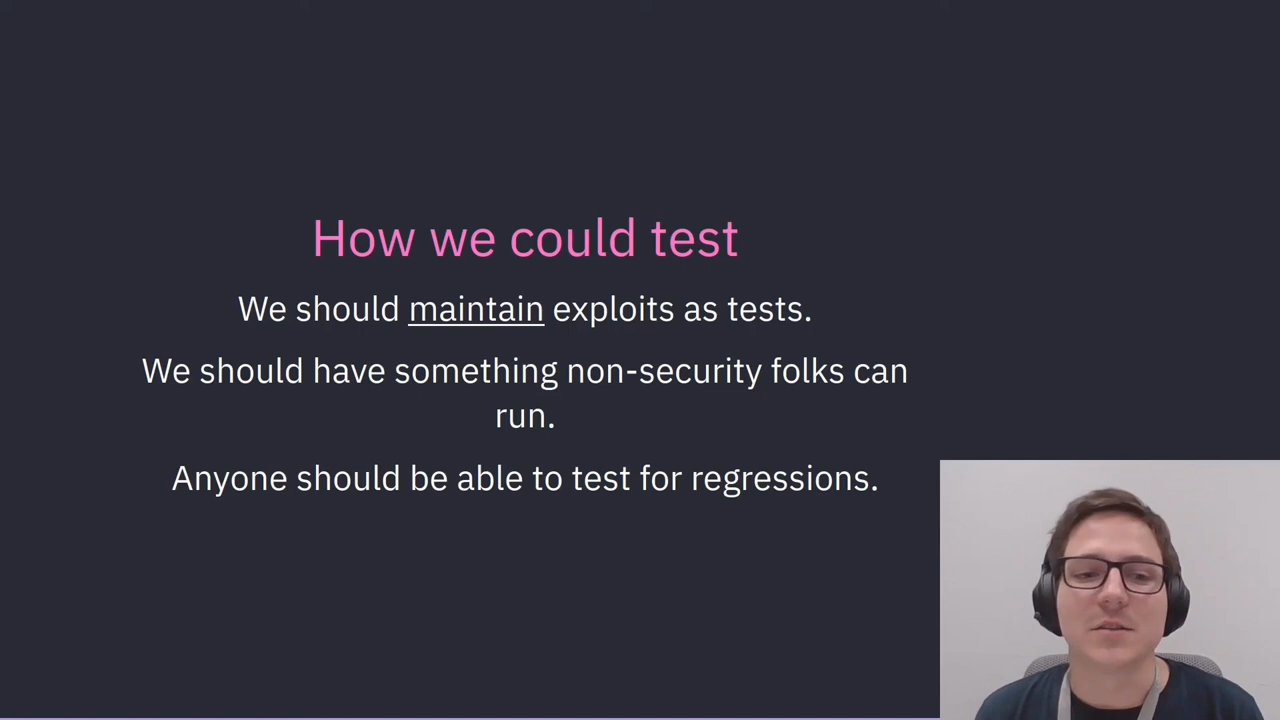 How we could test
We should maintain exploits as tests.
We should have something non-security folks can
run.
Anyone should be able to test for regressions.